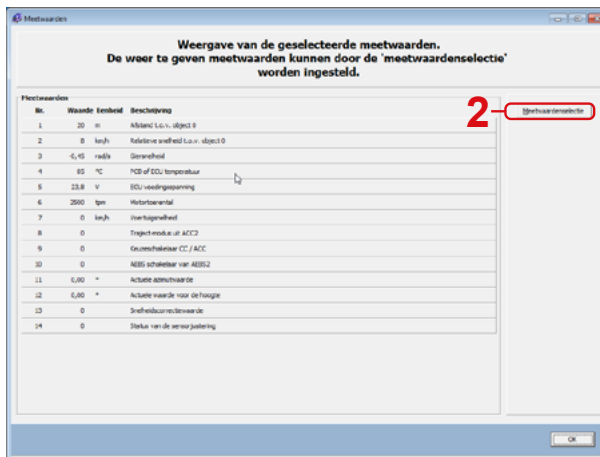 Meetwaarden
Weergave van de geselecteerde meetwaarden.
De weer te geven meetwaarden kunnen door de 'meetwaardenselectie'
worden ingesteld.
Meetwaarden
Nr. Waarde Eenheid Beschrijving
1 20 m Afstand t.o.v. object 0
2 8 km/h Relatieve snelheid t.o.v. object 0
3 -0,45 rad/s Giersnelheid
4 85 °C PCB of ECU temperatuur
5 23,8 V ECU voedingsspanning
6 2500 tpm Motortoerental
7 0 km/h Voertuigsnelheid
8 0 Traject-modus uit ACC2
9 0 Keuzeschakelaar CC / ACC
10 0 AEBS schakelaar van AEBS2
11 0,00 ° Actuele azimutwaarde
12 0,00 ° Actuele waarde voor de hoogte
13 0 Snelheidscorrectiewaarde
14 0 Status van de sensorjustering
2
Meetwaardenselectie
OK